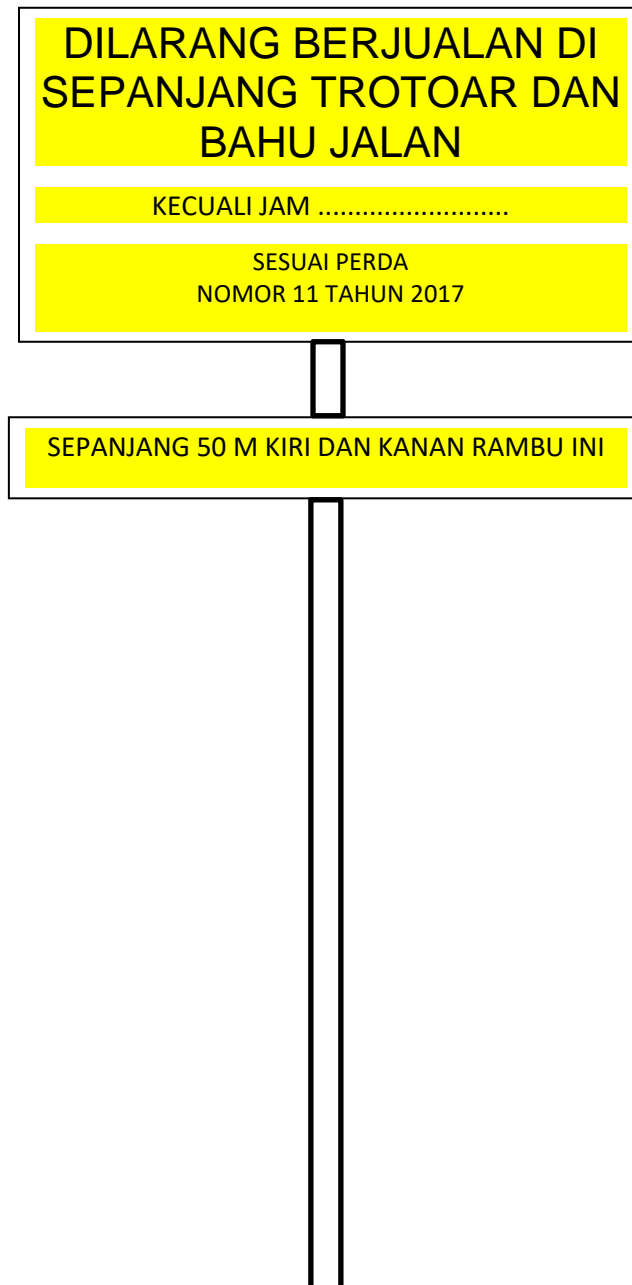 DILARANG BERJUALAN DI
SEPANJANG TROTOAR DAN
BAHU JALAN
KECUALI JAM ..........................
SESUAI PERDA
NOMOR 11 TAHUN 2017
SEPANJANG 50 M KIRI DAN KANAN RAMBU INI